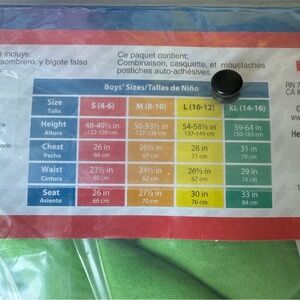 incluye:
sombrero, y bigote falso
Ce paquet contient:
Combinaison, casquette, et moustaches
postiches auto-adhésives.
Boys' Sizes/Tallas de Niño
Size S (4-6) M (8-10) L (10-12) XL (14-16)
Talla
Height 48-49½ in 50-53½ in 54-58½ in 59-64 in
Altura 122-126 cm 127-136 cm 137-149 cm 150-163 cm
Chest 26 in 26½ in 28 in 31 in
Pecho 66 cm 67 cm 71 cm 79 cm
Waist 23½ in 24½ in 26½ in 29 in
Cintura 60 cm 62 cm 67 cm 74 cm
Seat 26 in 27½ in 30 in 33 in
Asiento 66 cm 70 cm 76 cm 84 cm
RN
CA